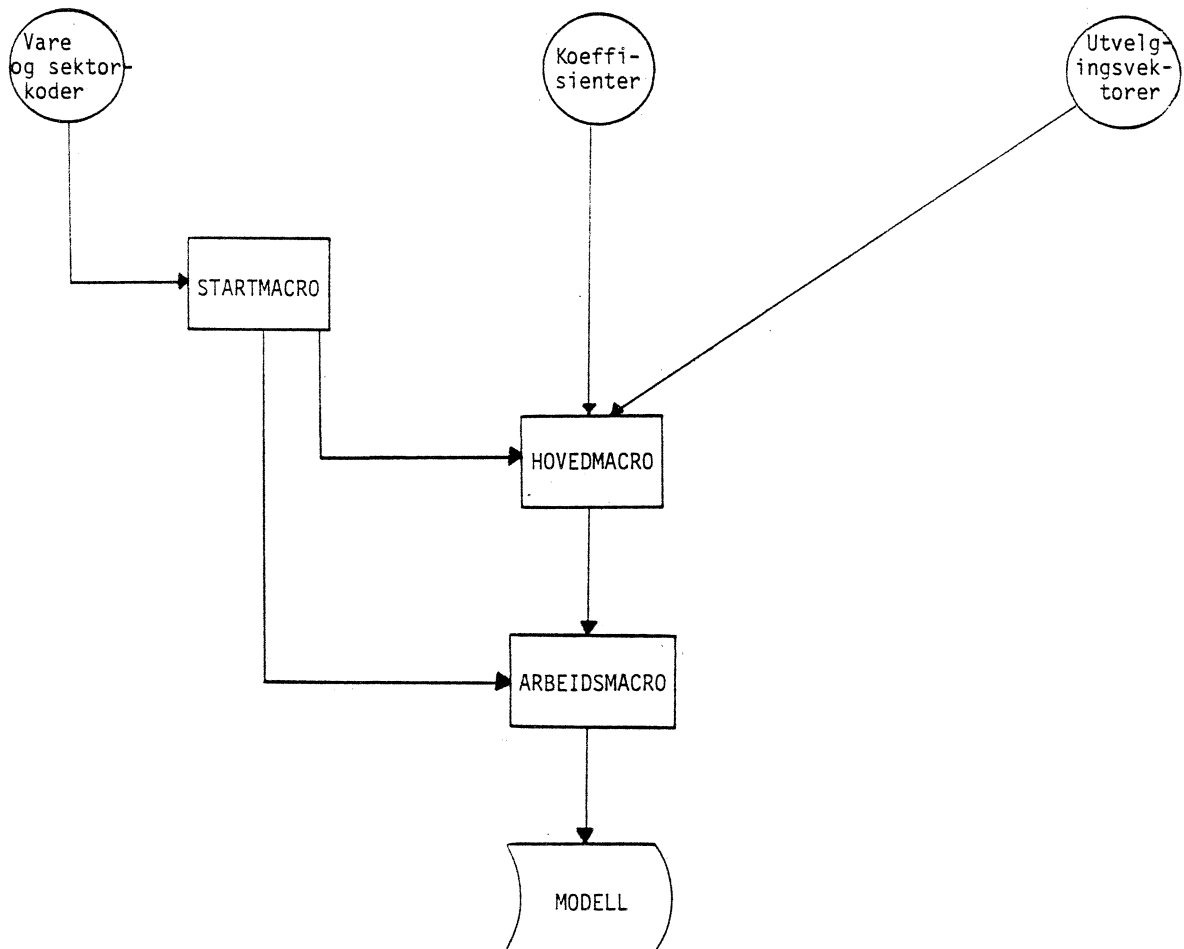 Vare
og sektor-
koder
Koeffi-
sienter
Utvelg-
ingsvek-
torer
STARTMACRO
HOVEDMACRO
ARBEIDSMACRO
MODELL